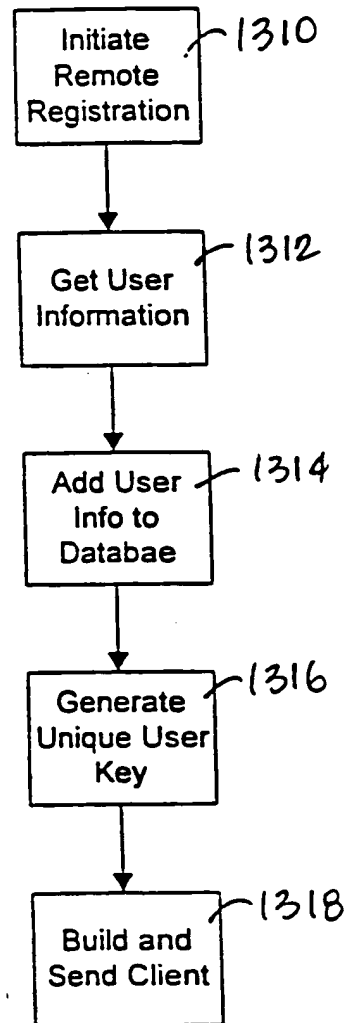 Initiate
Remote
Registration
1310
Get User
Information
1312
Add User
Info to
Databae
1314
Generate
Unique User
Key
1316
Build and
Send Client
1318